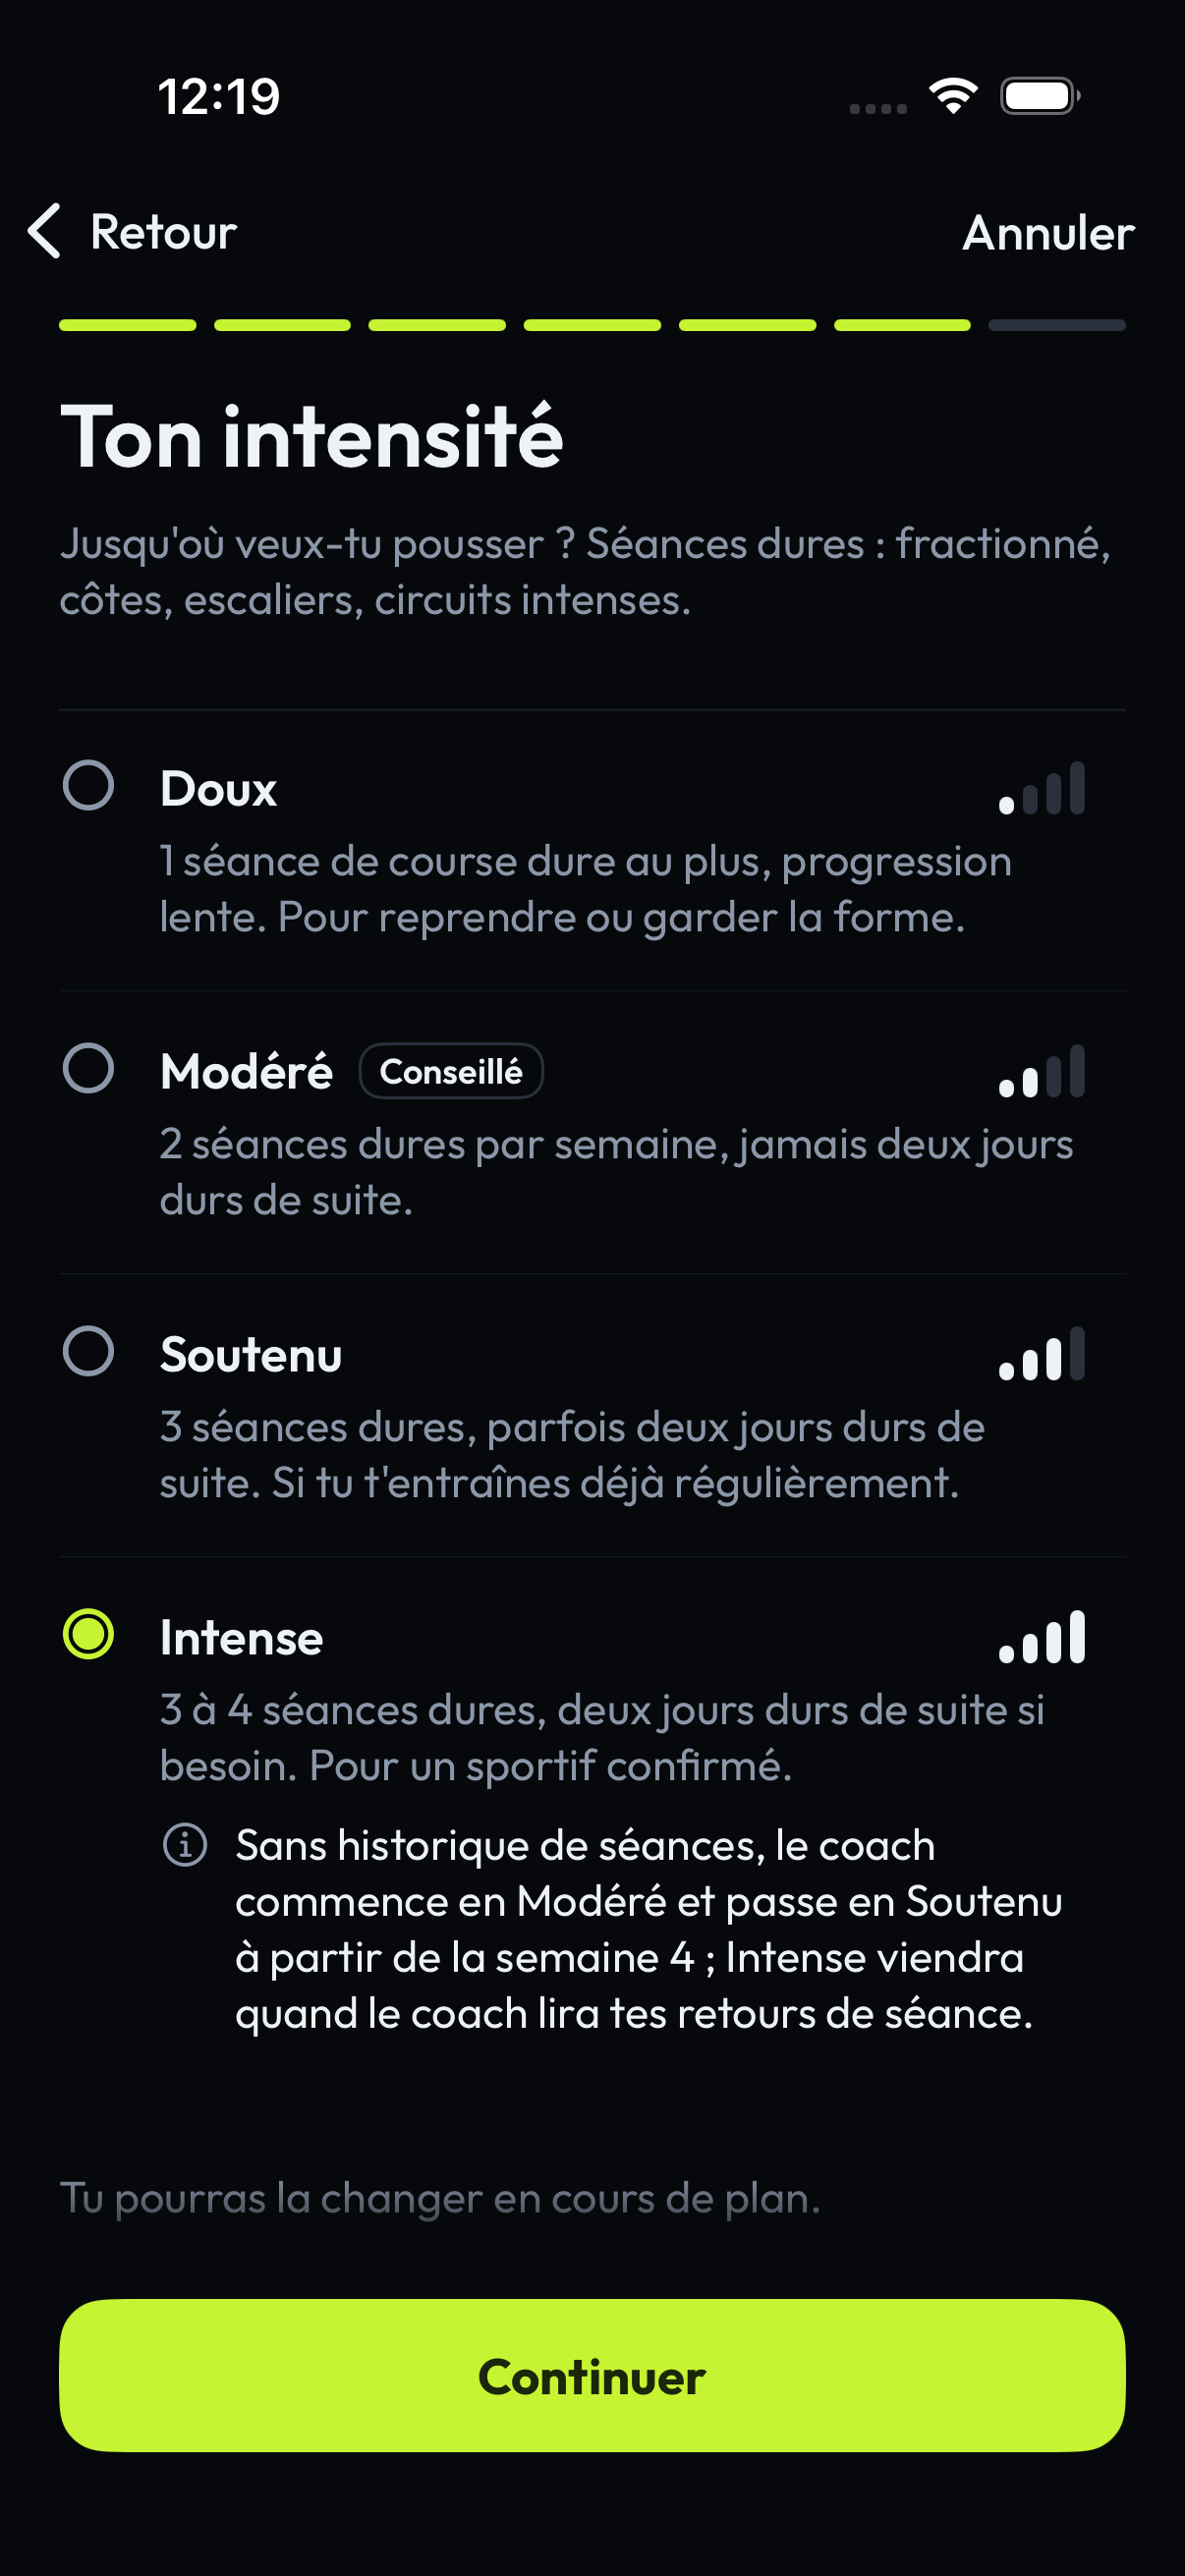 12:19
Retour
Annuler
Ton intensité
Jusqu'où veux-tu pousser ? Séances dures : fractionné,
côtes, escaliers, circuits intenses.
Doux
1 séance de course dure au plus, progression
lente. Pour reprendre ou garder la forme.
Modéré Conseillé
2 séances dures par semaine, jamais deux jours
durs de suite.
Soutenu
3 séances dures, parfois deux jours durs de
suite. Si tu t'entraînes déjà régulièrement.
Intense
3 à 4 séances dures, deux jours durs de suite si
besoin. Pour un sportif confirmé.
Sans historique de séances, le coach
commence en Modéré et passe en Soutenu
à partir de la semaine 4 ; Intense viendra
quand le coach lira tes retours de séance.
Tu pourras la changer en cours de plan.
Continuer